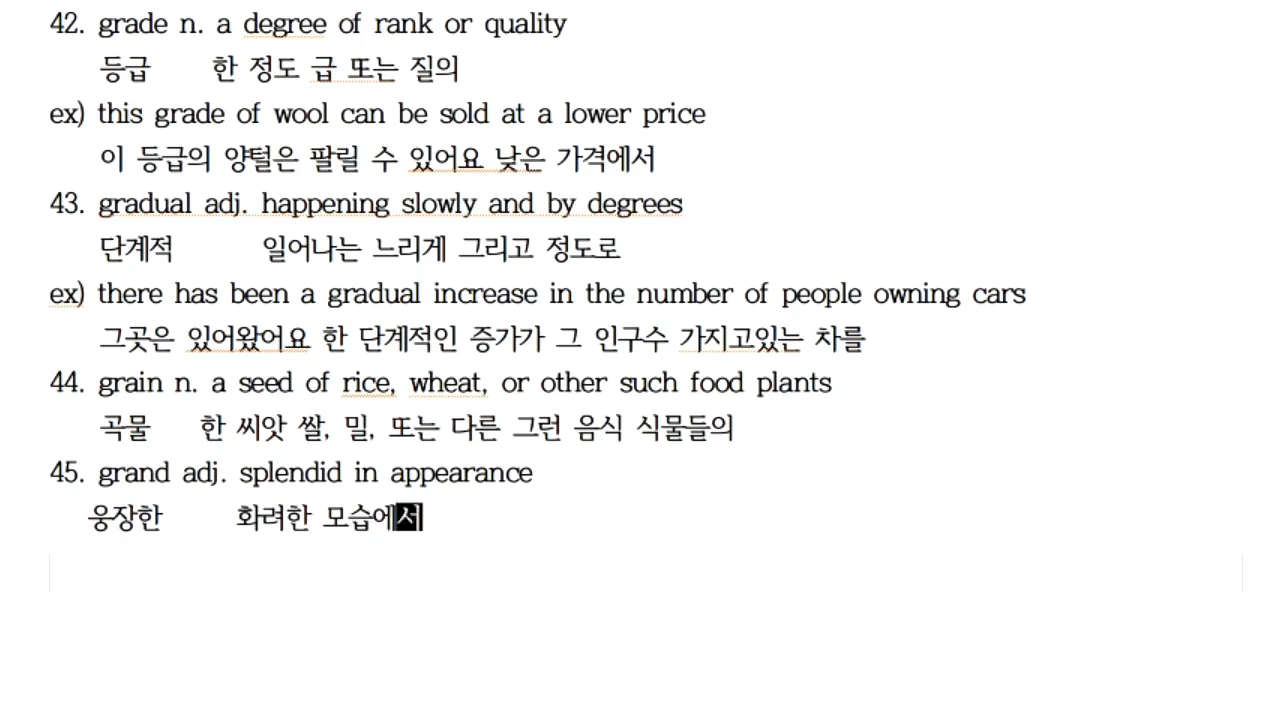 42. grade n. a degree of rank or quality
등급 한 정도 급 또는 질의
ex) this grade of wool can be sold at a lower price
이 등급의 양털은 팔릴 수 있어요 낮은 가격에서
43. gradual adj. happening slowly and by degrees
단계적 일어나는 느리게 그리고 정도로
ex) there has been a gradual increase in the number of people owning cars
그곳은 있어왔어요 한 단계적인 증가가 그 인구수 가지고있는 차를
44. grain n. a seed of rice, wheat, or other such food plants
곡물 한 씨앗 쌀, 밀, 또는 다른 그런 음식 식물들의
45. grand adj. splendid in appearance
웅장한 화려한 모습에서